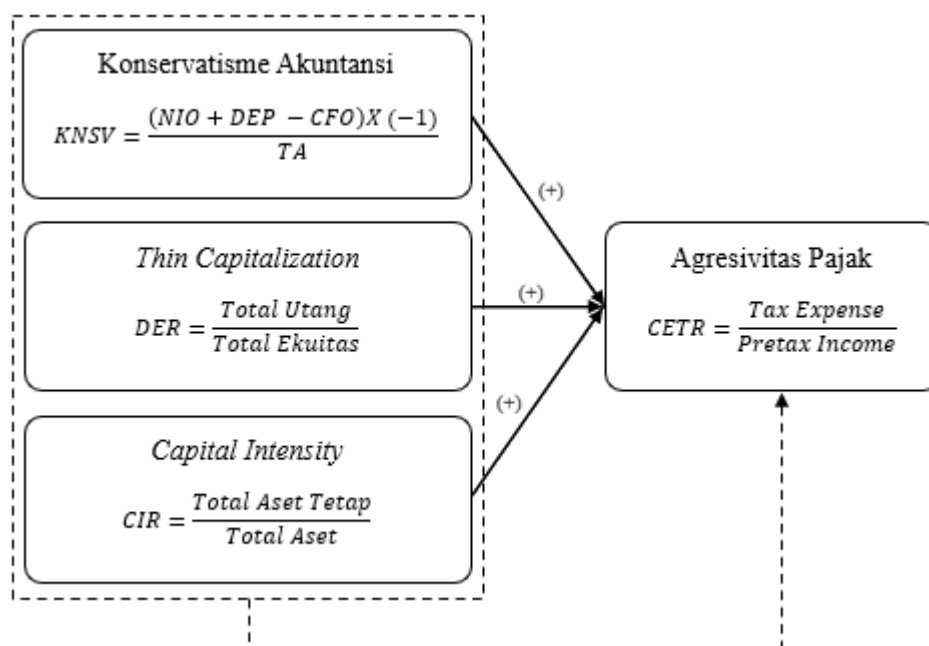 Konservatisme Akuntansi
KNSV = (NIO + DEP − CFO)X (−1)
TA
(+)
Thin Capitalization
DER = Total Utang
Total Ekuitas
(+)
Agresivitas Pajak
CETR = Tax Expense
Pretax Income
(+)
Capital Intensity
CIR = Total Aset Tetap
Total Aset